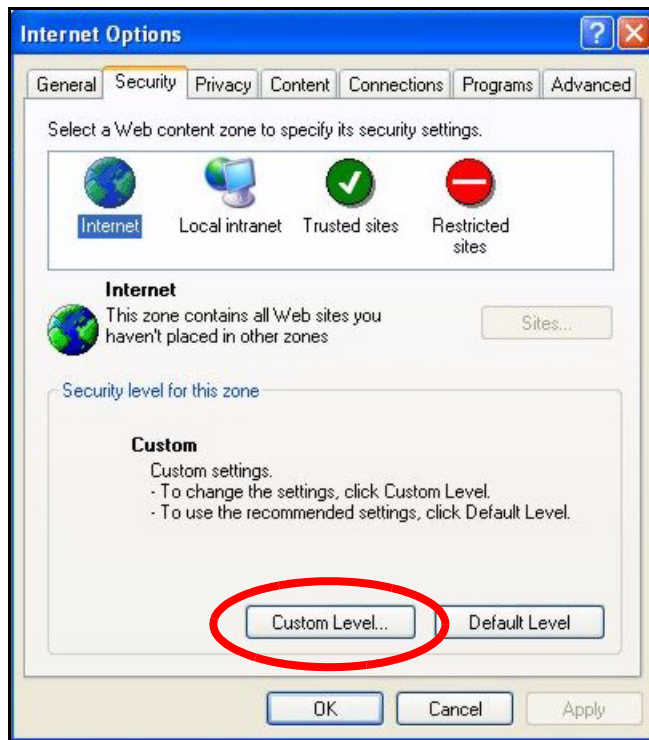 Internet Options
General Security Privacy Content Connections Programs Advanced
Select a Web content zone to specify its security settings.
Internet Local intranet Trusted sites Restricted sites
Internet
This zone contains all Web sites you
haven't placed in other zones
Sites...
Security level for this zone
Custom
Custom settings.
- To change the settings, click Custom Level.
- To use the recommended settings, click Default Level.
Custom Level... Default Level
OK Cancel Apply